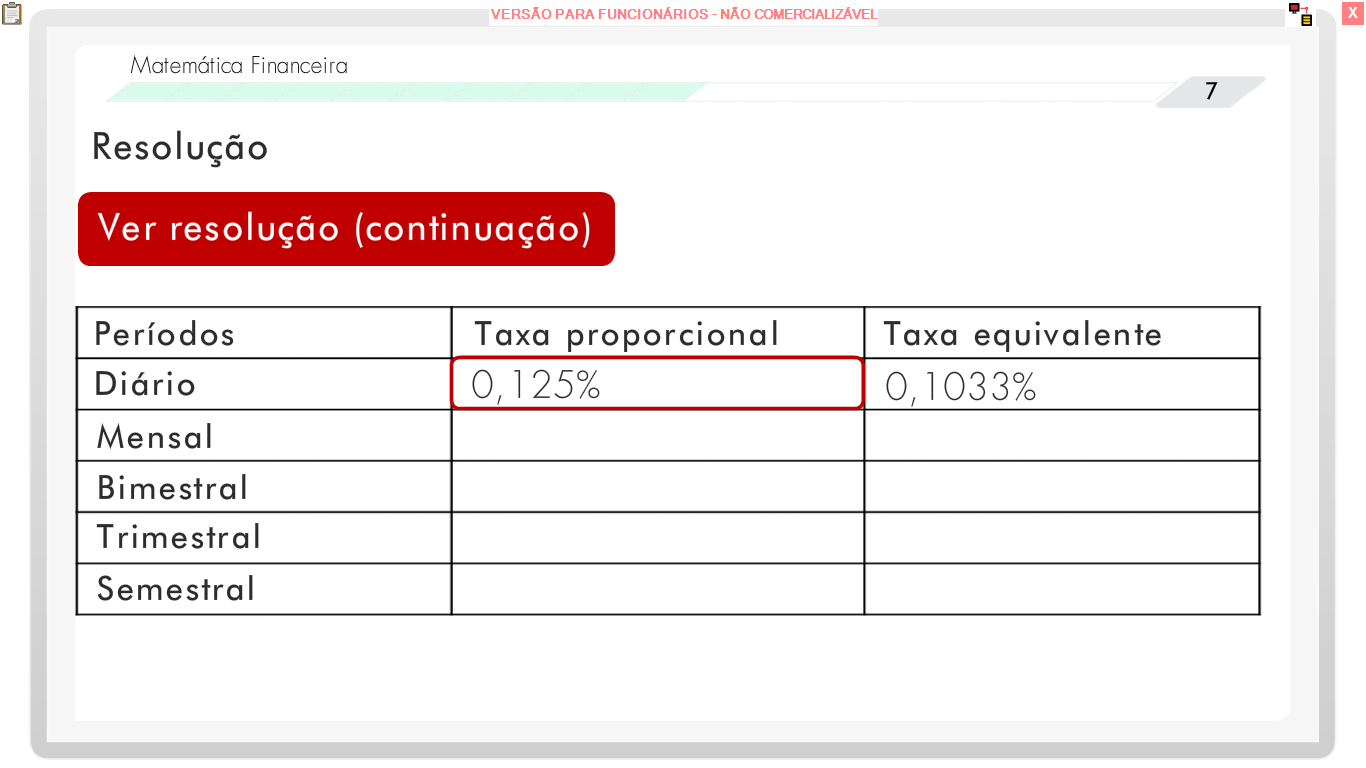 VERSÃO PARA FUNCIONÁRIOS - NÃO COMERCIALIZÁVEL
X
Matemática Financeira
7
Resolução
Ver resolução (continuação)
Períodos Taxa proporcional Taxa equivalente
Diário 0,125% 0,1033%
Mensal
Bimestral
Trimestral
Semestral